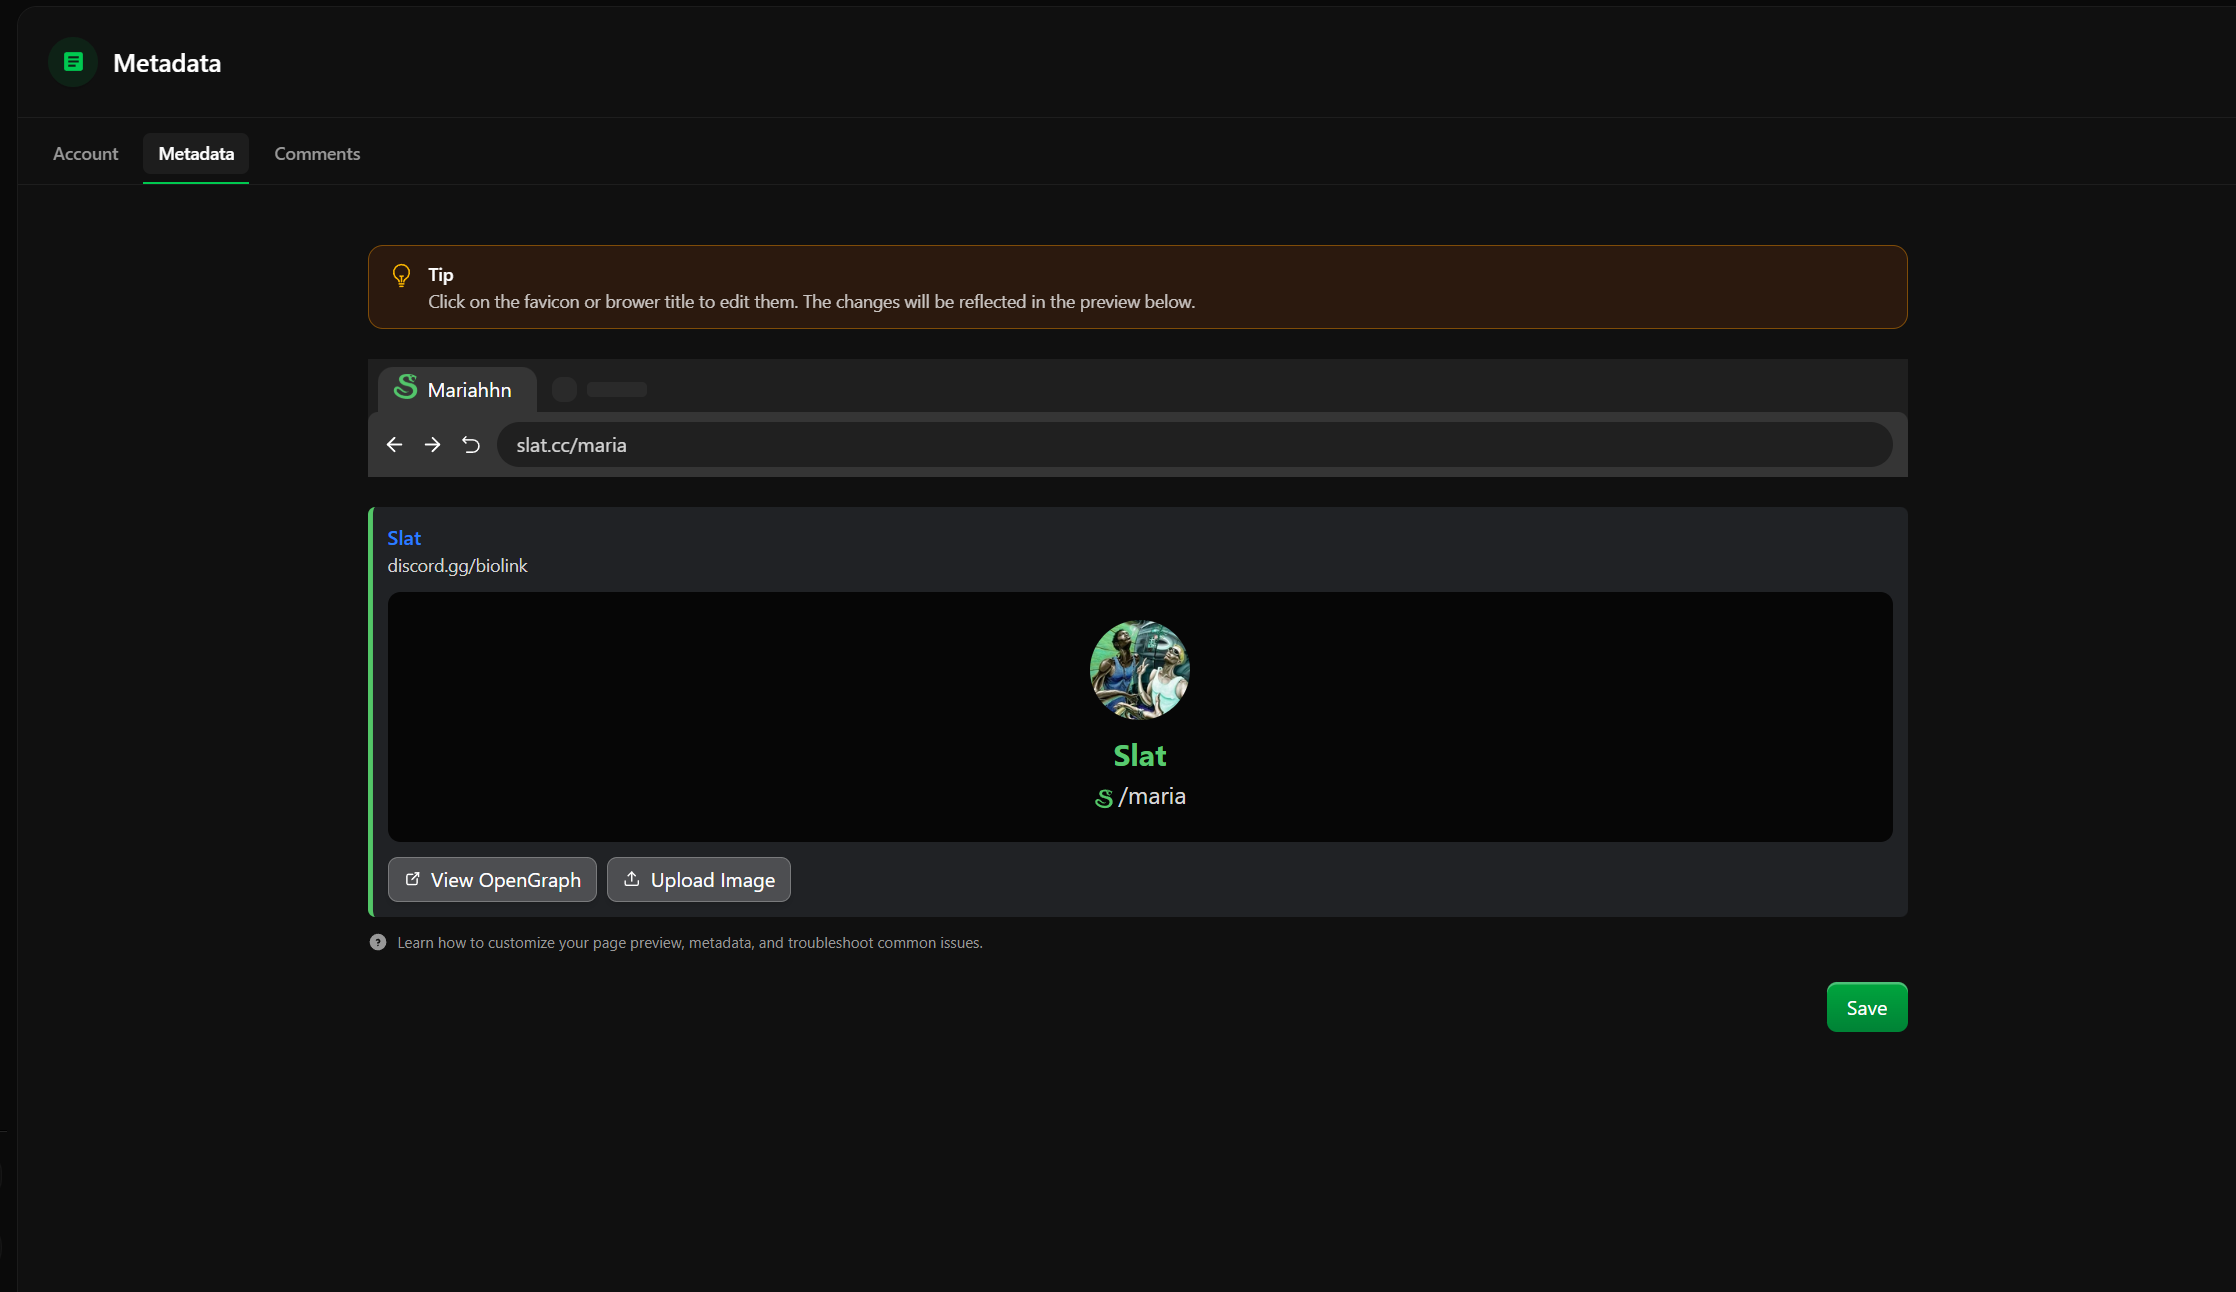 Metadata
Account
Metadata
Comments
Tip
Click on the favicon or brower title to edit them. The changes will be reflected in the preview below.
Mariahhn
slat.cc/maria
Slat
discord.gg/biolink
Slat
/maria
View OpenGraph
Upload Image
Learn how to customize your page preview, metadata, and troubleshoot common issues.
Save